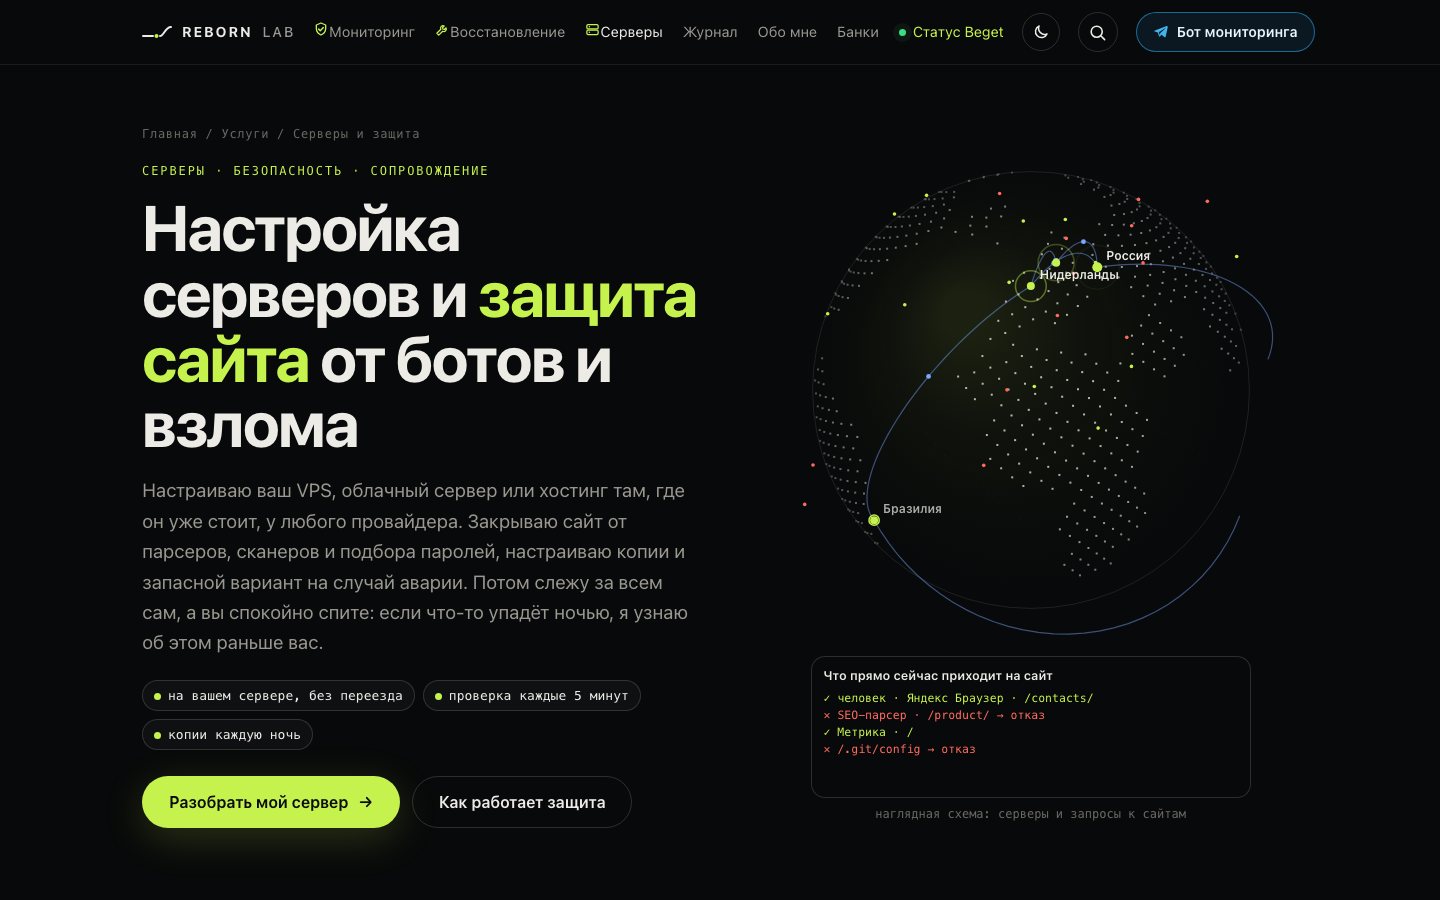 REBORN LAB Мониторинг Восстановление Серверы Журнал Обо мне Банки Статус Beget Бот мониторинга
Главная / Услуги / Серверы и защита
СЕРВЕРЫ · БЕЗОПАСНОСТЬ · СОПРОВОЖДЕНИЕ
Настройка
серверов и защита
сайта от ботов и
взлома
Настраиваю ваш VPS, облачный сервер или хостинг там, где
он уже стоит, у любого провайдера. Закрываю сайт от
парсеров, сканеров и подбора паролей, настраиваю копии и
запасной вариант на случай аварии. Потом слежу за всем
сам, а вы спокойно спите: если что-то упадёт ночью, я узнаю
об этом раньше вас.
на вашем сервере, без переезда
проверка каждые 5 минут
копии каждую ночь
Разобрать мой сервер →
Как работает защита
Россия
Нидерланды
Бразилия
Что прямо сейчас приходит на сайт
✓ человек · Яндекс Браузер · /contacts/
× SEO-парсер · /product/ → отказ
✓ Метрика · /
× /.git/config → отказ
наглядная схема: серверы и запросы к сайтам